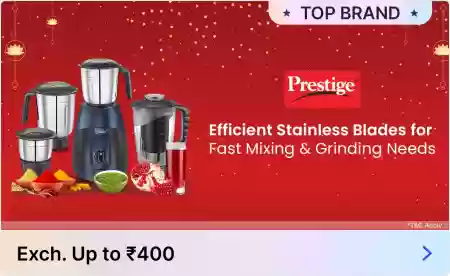 TOP BRAND
Prestige
Efficient Stainless Blades for
Fast Mixing & Grinding Needs
*T&C Apply
Exch. Up to ₹400